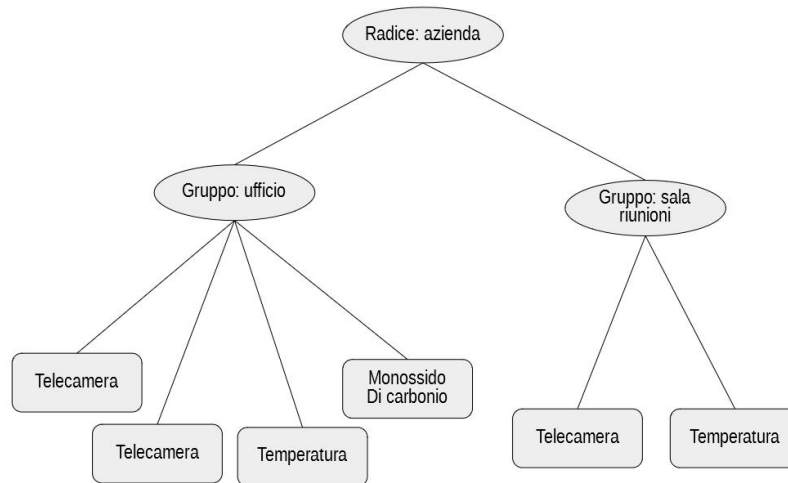 Radice: azienda
Gruppo: ufficio
Gruppo: sala
riunioni
Telecamera
Telecamera
Temperatura
Monossido
Di carbonio
Telecamera
Temperatura